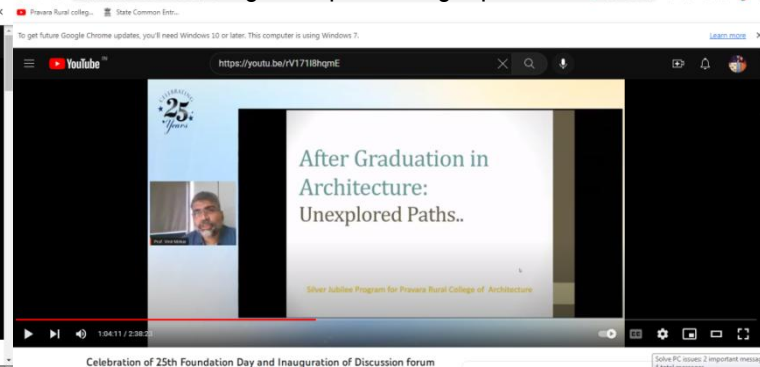 Pravara Rural colleg...
State Common Entr...
To get future Google Chrome updates, you'll need Windows 10 or later. This computer is using Windows 7.
Learn more
YouTube
https://youtu.be/rV171I8hqmE
CELEBRATING
25
Years
After Graduation in
Architecture:
Unexplored Paths..
Silver Jubilee Program for Pravara Rural College of Architecture
1:04:11 / 2:38:23
Celebration of 25th Foundation Day and Inauguration of Discussion forum
Solve PC issues: 2 important messag